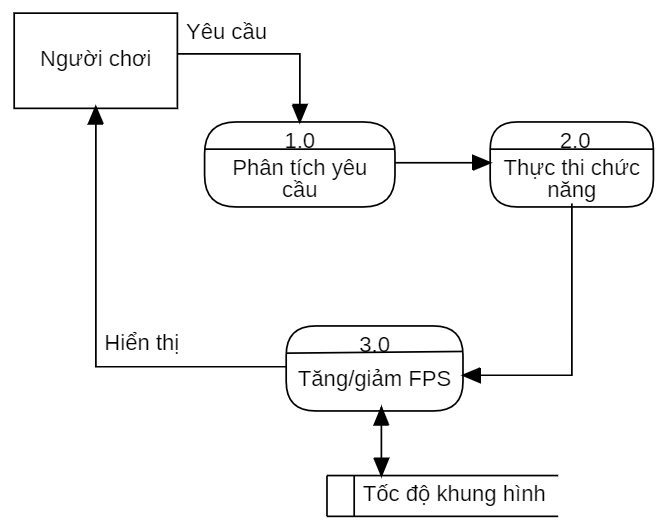 Yêu cầu
Người chơi
1.0
Phân tích yêu
cầu
2.0
Thực thi chức
năng
Hiển thị
3.0
Tăng/giảm FPS
Tốc độ khung hình